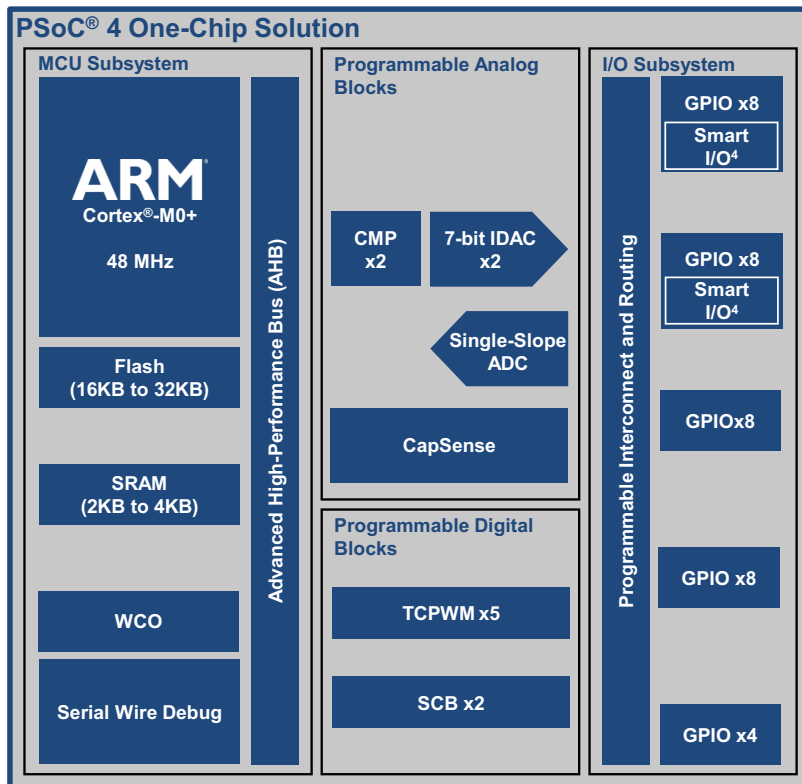 PSoC® 4 One-Chip Solution
MCU Subsystem
ARM
Cortex®-M0+
48 MHz
Flash
(16KB to 32KB)
SRAM
(2KB to 4KB)
WCO
Serial Wire Debug
Advanced High-Performance Bus (AHB)
Programmable Analog
Blocks
CMP
x2
7-bit IDAC
x2
Single-Slope
ADC
CapSense
Programmable Digital
Blocks
TCPWM x5
SCB x2
I/O Subsystem
Programmable Interconnect and Routing
GPIO x8
Smart
I/O⁴
GPIO x8
Smart
I/O⁴
GPIOx8
GPIO x8
GPIO x4